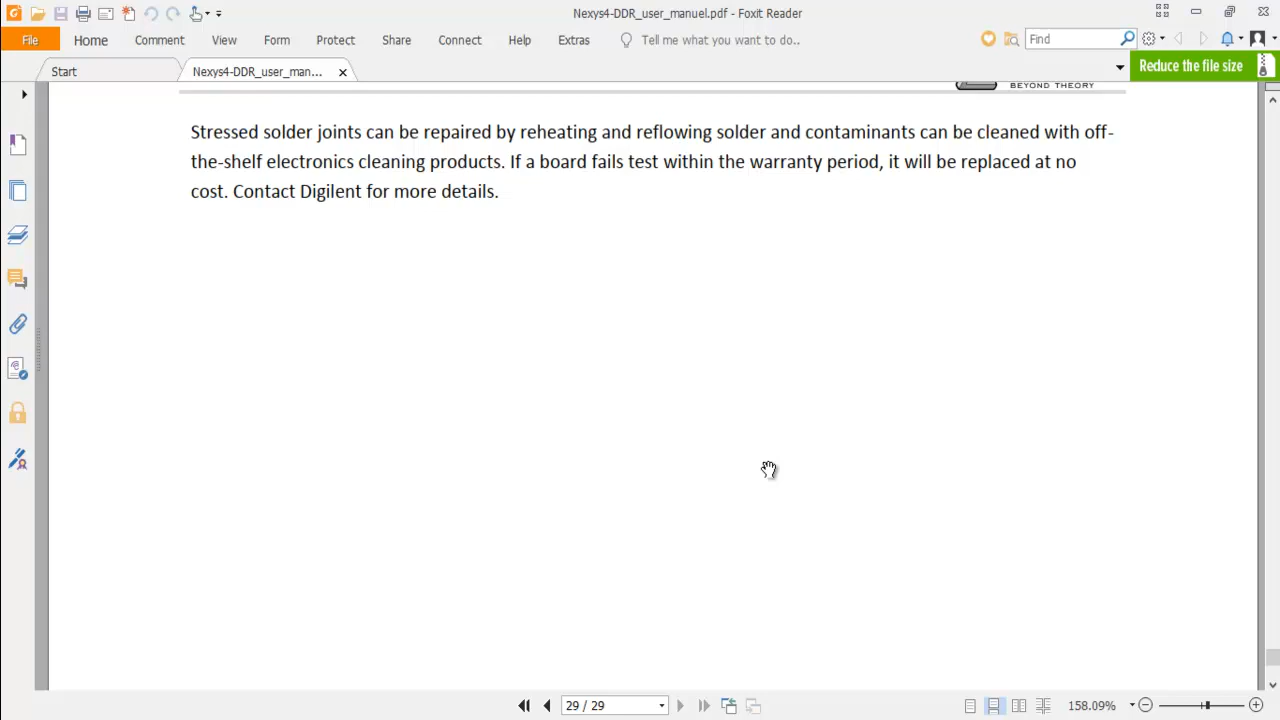 Nexys4-DDR_user_manuel.pdf - Foxit Reader
File Home Comment View Form Protect Share Connect Help Extras Tell me what you want to do.. Find
Start Nexys4-DDR_user_man... Reduce the file size
BEYOND THEORY
Stressed solder joints can be repaired by reheating and reflowing solder and contaminants can be cleaned with off-
the-shelf electronics cleaning products. If a board fails test within the warranty period, it will be replaced at no
cost. Contact Digilent for more details.
29 / 29 158.09%